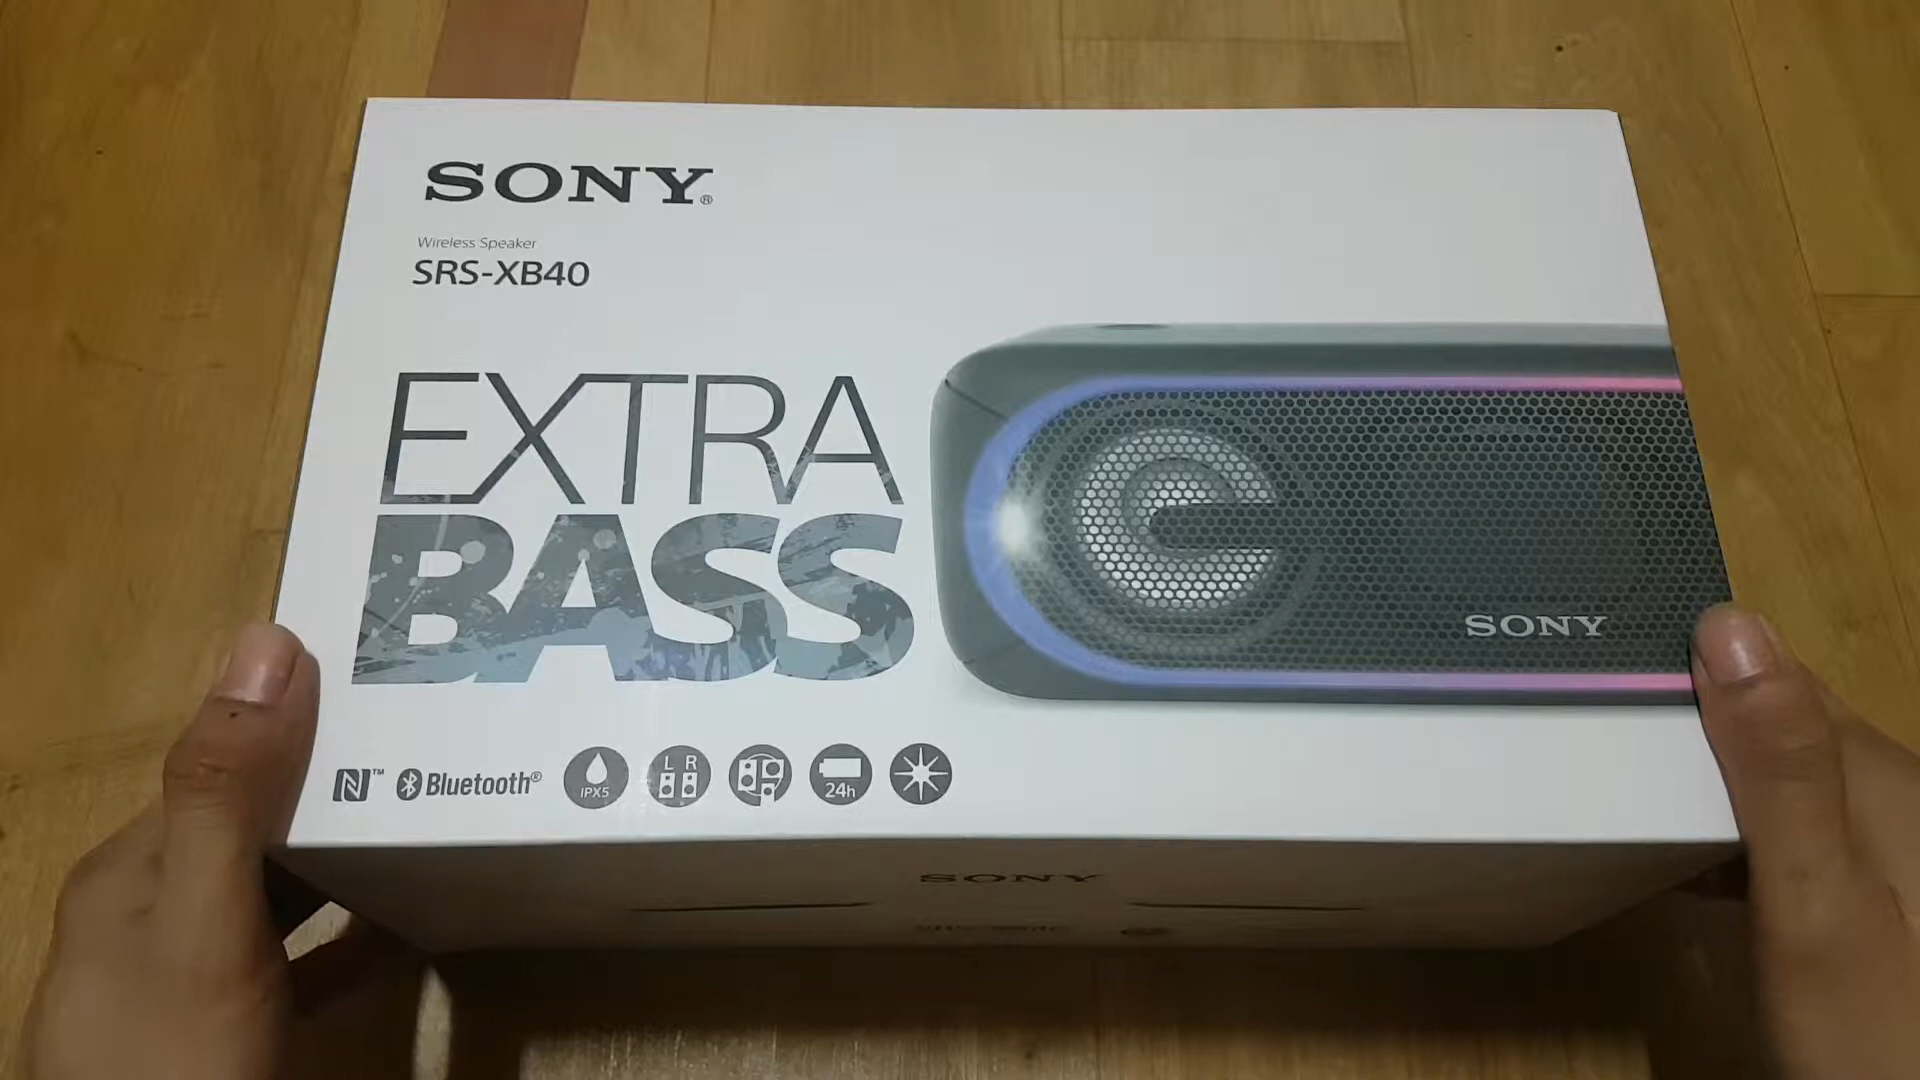 SONY®
Wireless Speaker
SRS-XB40
EXTRA
BASS
SONY
N™ Bluetooth® IPX5 L R 24h
SONY